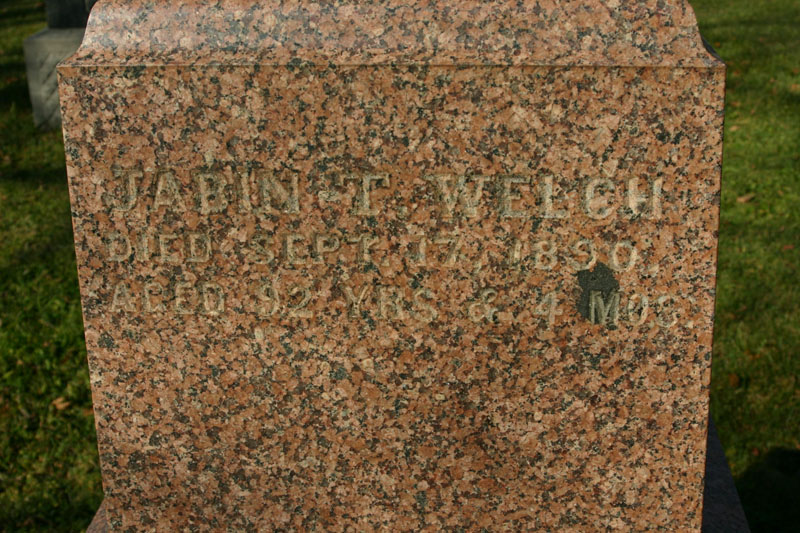 JABIN T. WELCH
DIED SEPT. 17, 1890.
AGED 92 YRS & 4 MOS.